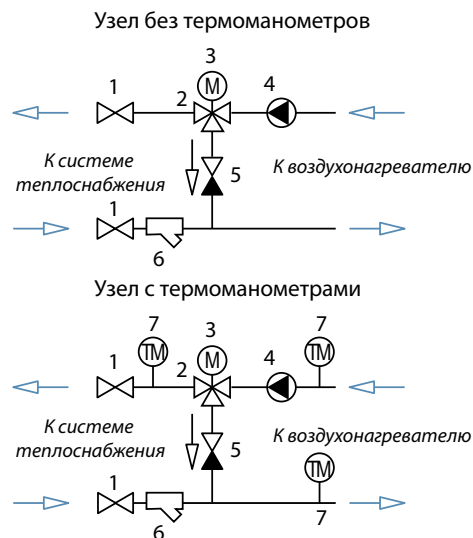 Узел без термоманометров
3
1
2
М
4
К системе
теплоснабжения
5
К воздухонагревателю
1
6
Узел с термоманометрами
7
3
7
1
ТМ
2
М
4
ТМ
К системе
теплоснабжения
5
К воздухонагревателю
1
ТМ
6
7